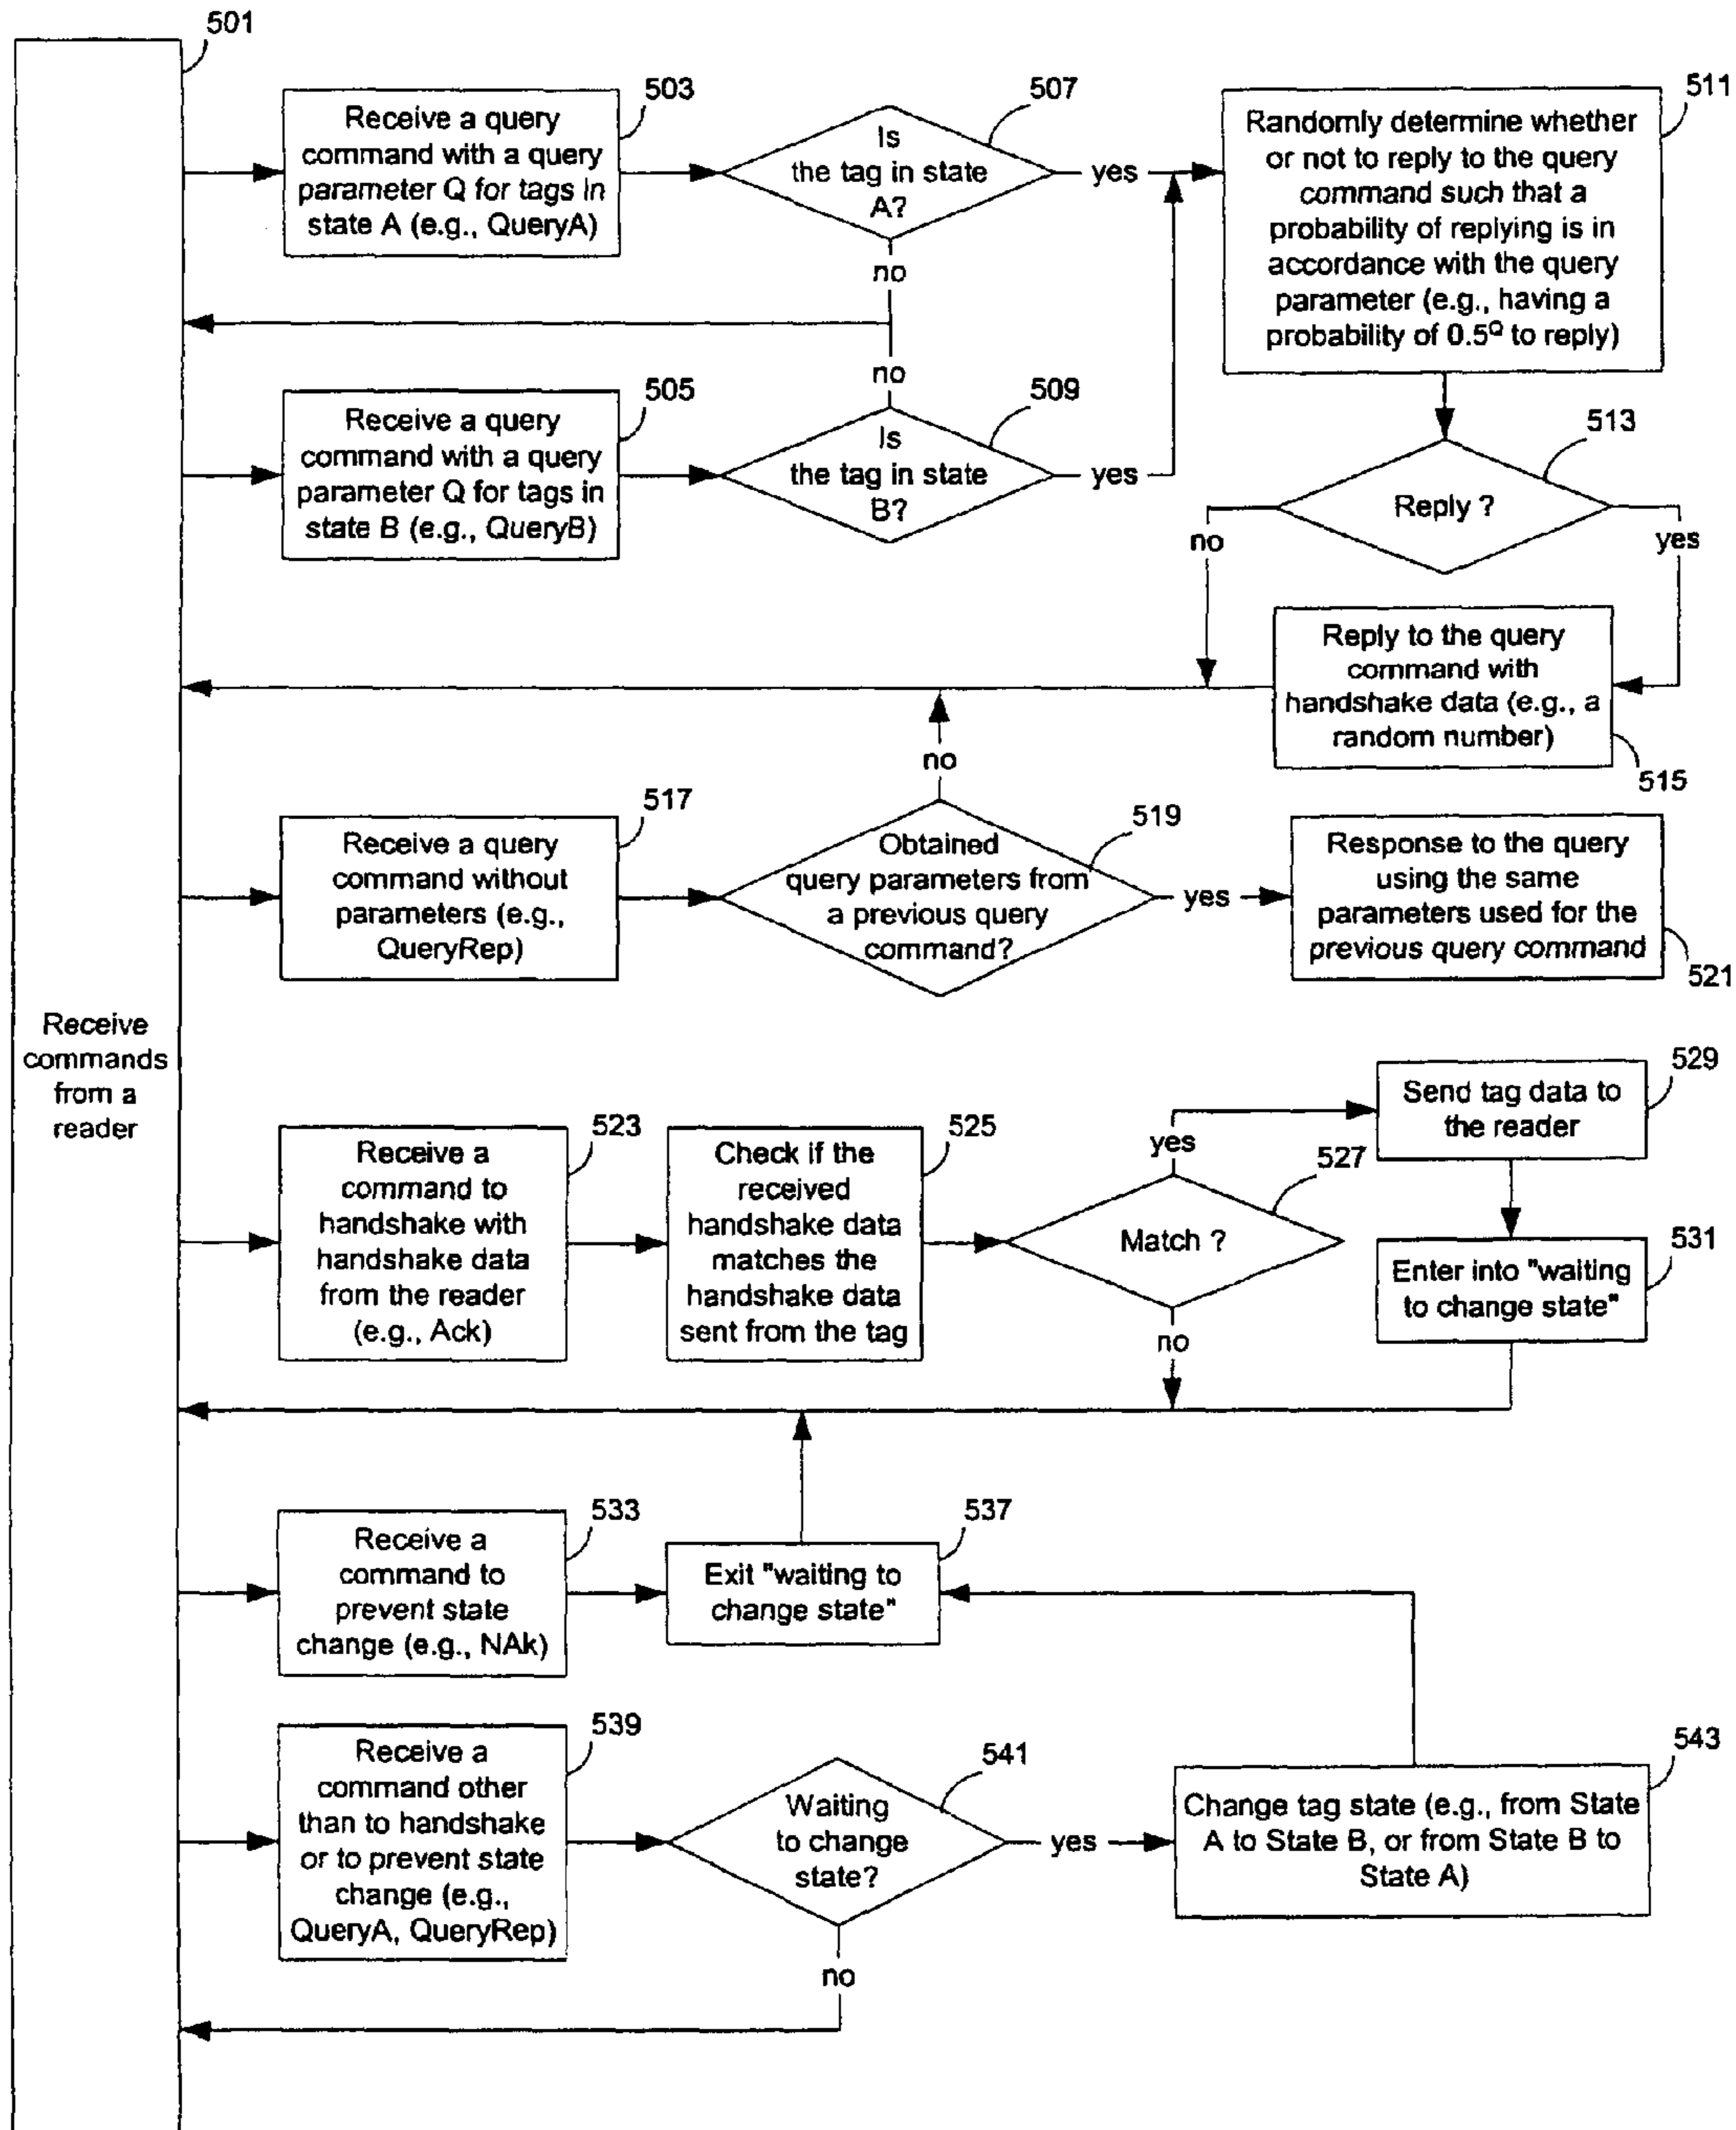 501
503
Receive a query
command with a query
parameter Q for tags in
state A (e.g., QueryA)
507
Is
the tag in state
A?
yes
no
511
Randomly determine whether
or not to reply to the query
command such that a
probability of replying is in
accordance with the query
parameter (e.g., having a
probability of 0.5^Q to reply)
505
Receive a query
command with a query
parameter Q for tags in
state B (e.g., QueryB)
no
509
Is
the tag in state
B?
yes
513
Reply ?
no
yes
Reply to the query
command with
handshake data (e.g., a
random number)
515
517
Receive a query
command without
parameters (e.g.,
QueryRep)
no
519
Obtained
query parameters from
a previous query
command?
yes
Response to the query
using the same
parameters used for the
previous query command
521
Receive
commands
from a
reader
523
Receive a
command to
handshake with
handshake data
from the reader
(e.g., Ack)
525
Check if the
received
handshake data
matches the
handshake data
sent from the tag
yes
527
Match ?
no
529
Send tag data to
the reader
531
Enter into "waiting
to change state"
533
Receive a
command to
prevent state
change (e.g., NAk)
537
Exit "waiting to
change state"
539
Receive a
command other
than to handshake
or to prevent state
change (e.g.,
QueryA, QueryRep)
541
Waiting
to change
state?
yes
no
543
Change tag state (e.g., from State
A to State B, or from State B to
State A)